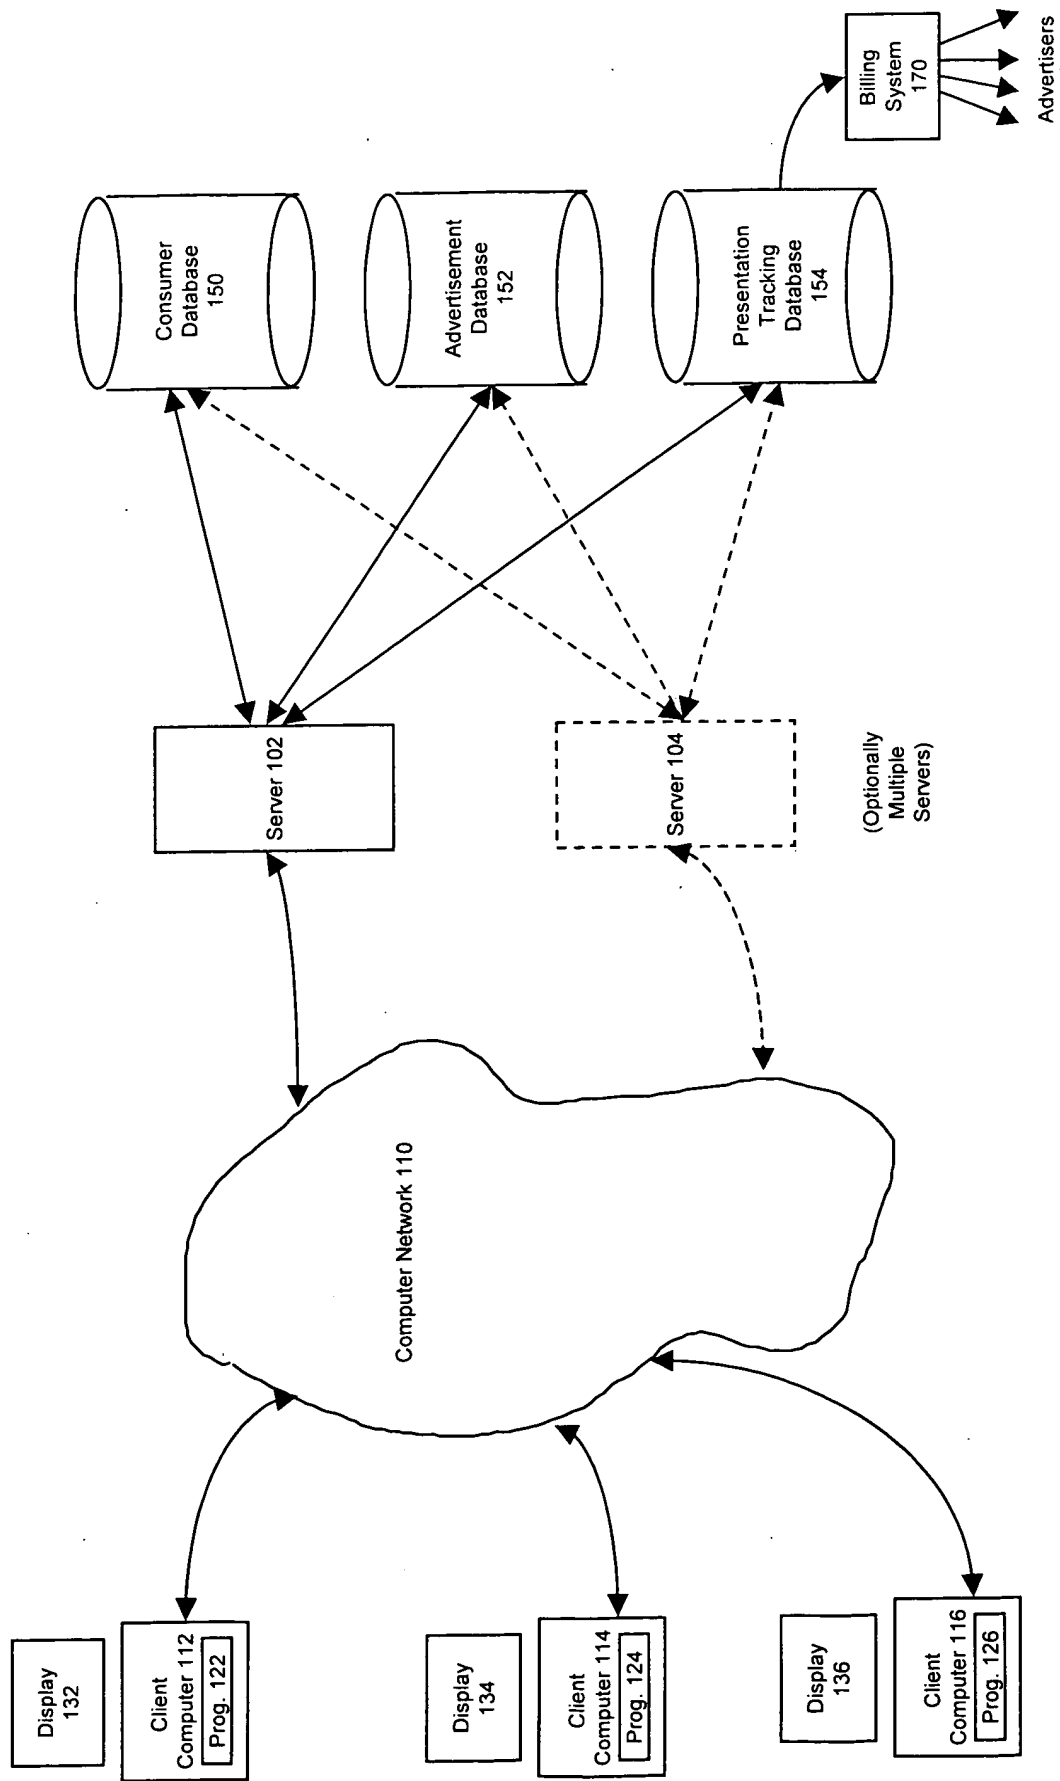 Display
132
Client
Computer 112
Prog. 122
Display
134
Client
Computer 114
Prog. 124
Display
136
Client
Computer 116
Prog. 126
Computer Network 110
Server 102
Server 104
(Optionally
Multiple
Servers)
Consumer
Database
150
Advertisement
Database
152
Presentation
Tracking
Database
154
Billing
System
170
Advertisers